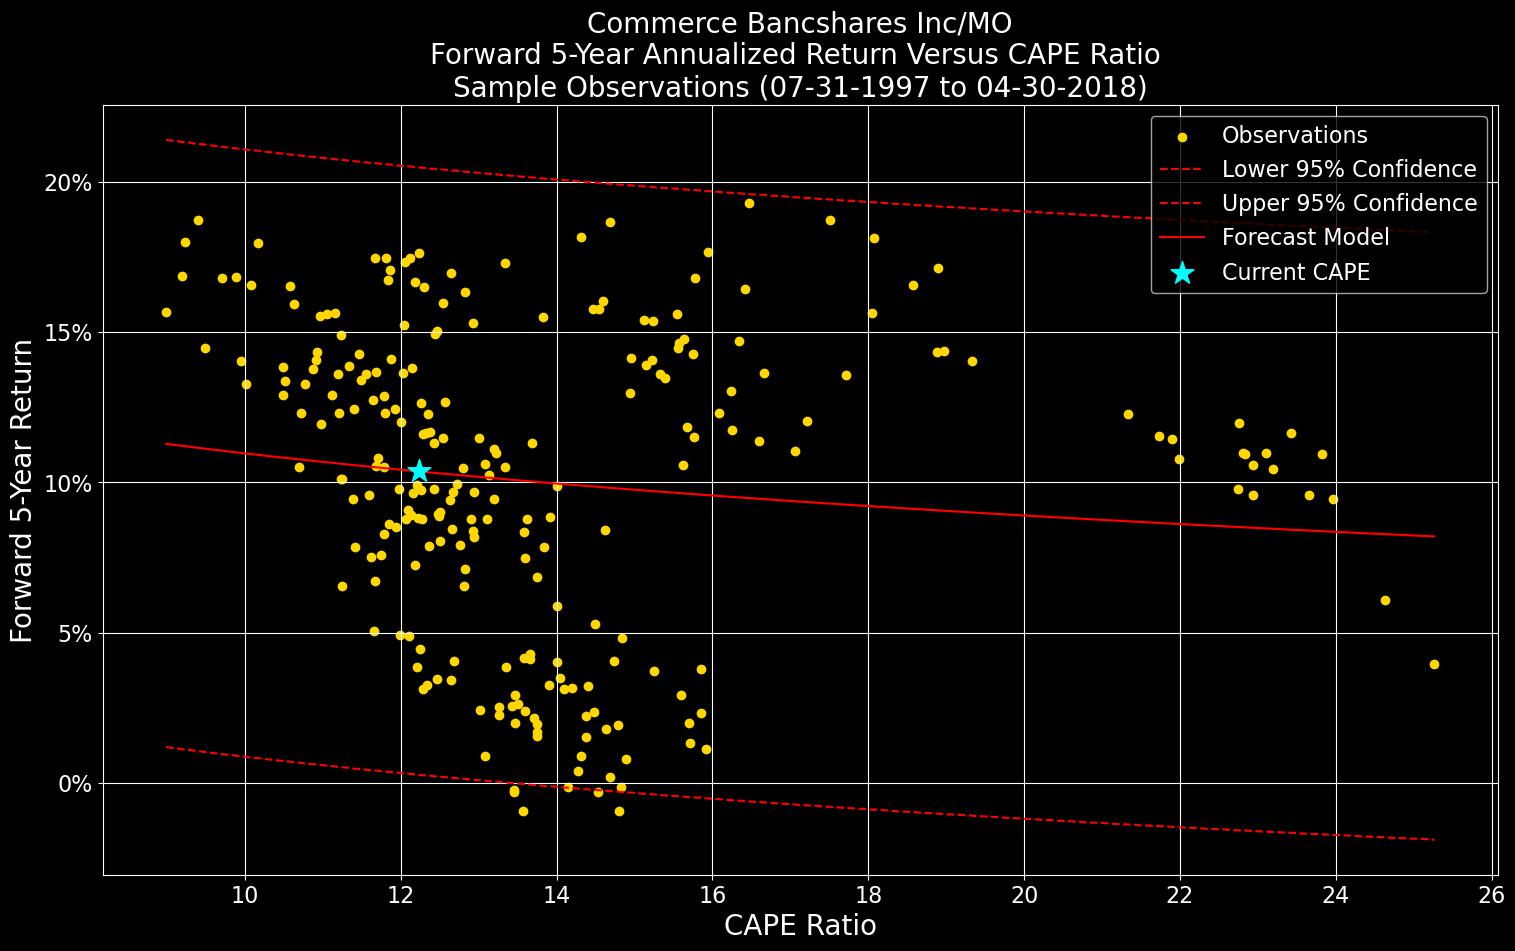 Commerce Bancshares Inc/MO
Forward 5-Year Annualized Return Versus CAPE Ratio
Sample Observations (07-31-1997 to 04-30-2018)
Observations
Lower 95% Confidence
Upper 95% Confidence
Forecast Model
Current CAPE
Forward 5-Year Return
20%
15%
10%
5%
0%
10 12 14 16 18 20 22 24 26
CAPE Ratio